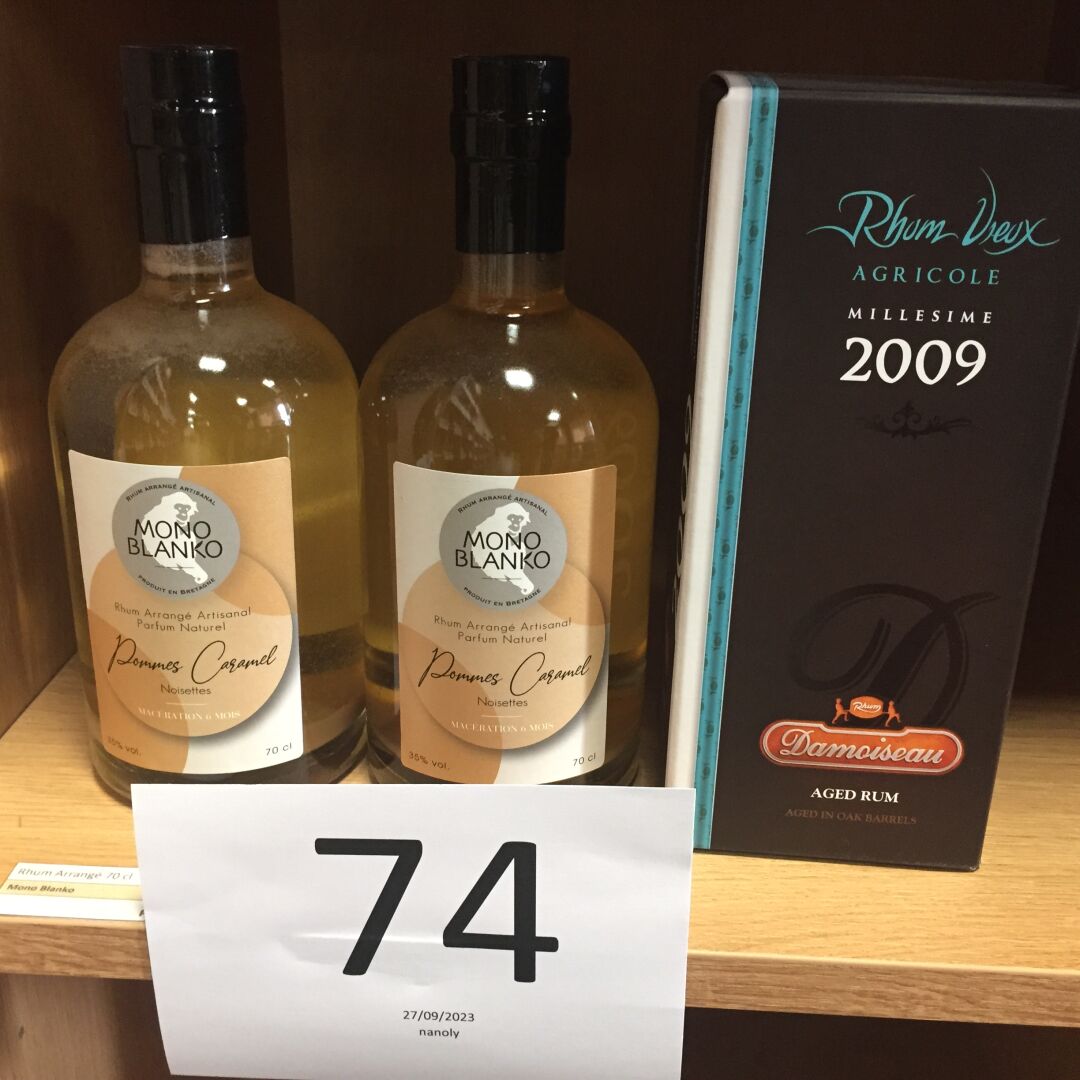 RHUM ARRANGÉ ARTISANAL
MONO
BLANKO
PRODUIT EN BRETAGNE
Rhum Arrangé Artisanal
Parfum Naturel
Pommes Caramel
Noisettes
MACERATION 6 MOIS
35% vol.
70 cl
RHUM ARRANGÉ ARTISANAL
MONO
BLANKO
PRODUIT EN BRETAGNE
Rhum Arrangé Artisanal
Parfum Naturel
Pommes Caramel
Noisettes
MACERATION 6 MOIS
35% vol.
70 cl
Rhum Vieux
AGRICOLE
MILLESIME
2009
Rhum
Damoiseau
AGED RUM
AGED IN OAK BARRELS
Rhum Arrangé 70 cl
Mono Blanko
74
27/09/2023
nanoly